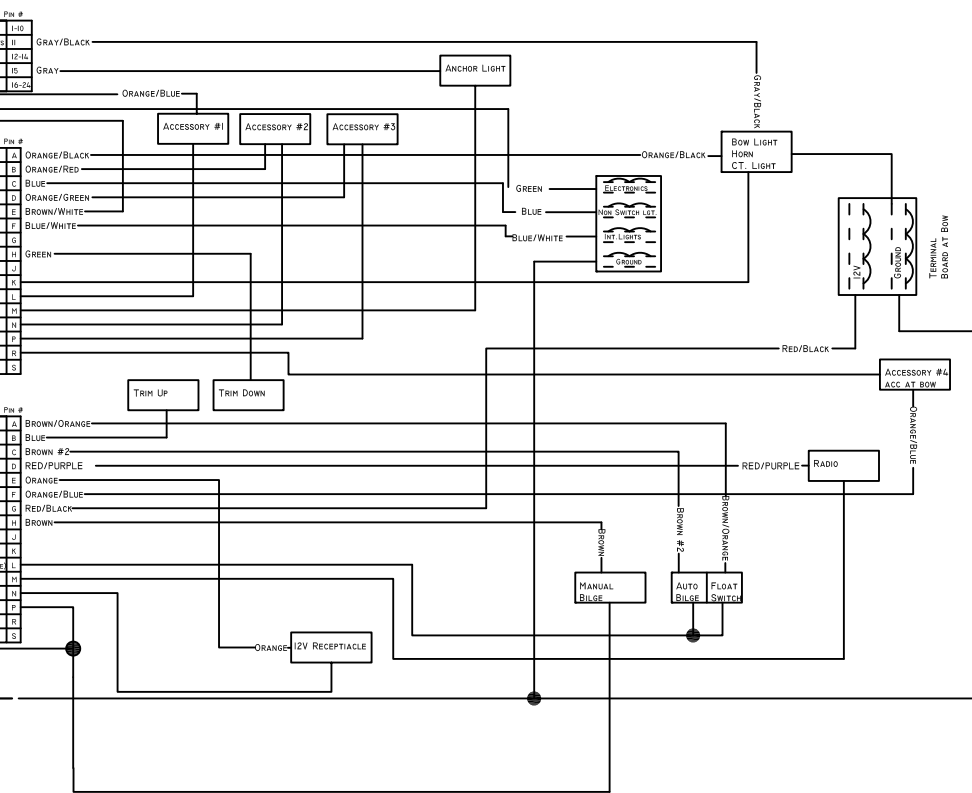 PIN #
1-10
S 11 GRAY/BLACK
12-14
15 GRAY
16-24
ANCHOR LIGHT
GRAY/BLACK
ORANGE/BLUE
ACCESSORY #1
ACCESSORY #2
ACCESSORY #3
PIN #
A ORANGE/BLACK
B ORANGE/RED
C BLUE
D ORANGE/GREEN
E BROWN/WHITE
F BLUE/WHITE
G
H GREEN
J
K
L
M
N
P
R
S
ORANGE/BLACK
BOW LIGHT
HORN
CT. LIGHT
GREEN
BLUE
BLUE/WHITE
ELECTRONICS
NON SWITCH LGT.
INT.LIGHTS
GROUND
12V
GROUND
TERMINAL
BOARD AT BOW
RED/BLACK
ACCESSORY #4
ACC AT BOW
ORANGE/BLUE
TRIM UP
TRIM DOWN
PIN #
A BROWN/ORANGE
B BLUE
C BROWN #2
D RED/PURPLE
E ORANGE
F ORANGE/BLUE
G RED/BLACK
H BROWN
J
K
E) L
M
N
P
R
S
RED/PURPLE
RADIO
BROWN
BROWN #2
BROWN/ORANGE
MANUAL
BILGE
AUTO
BILGE
FLOAT
SWITCH
ORANGE
12V RECEPTIACLE